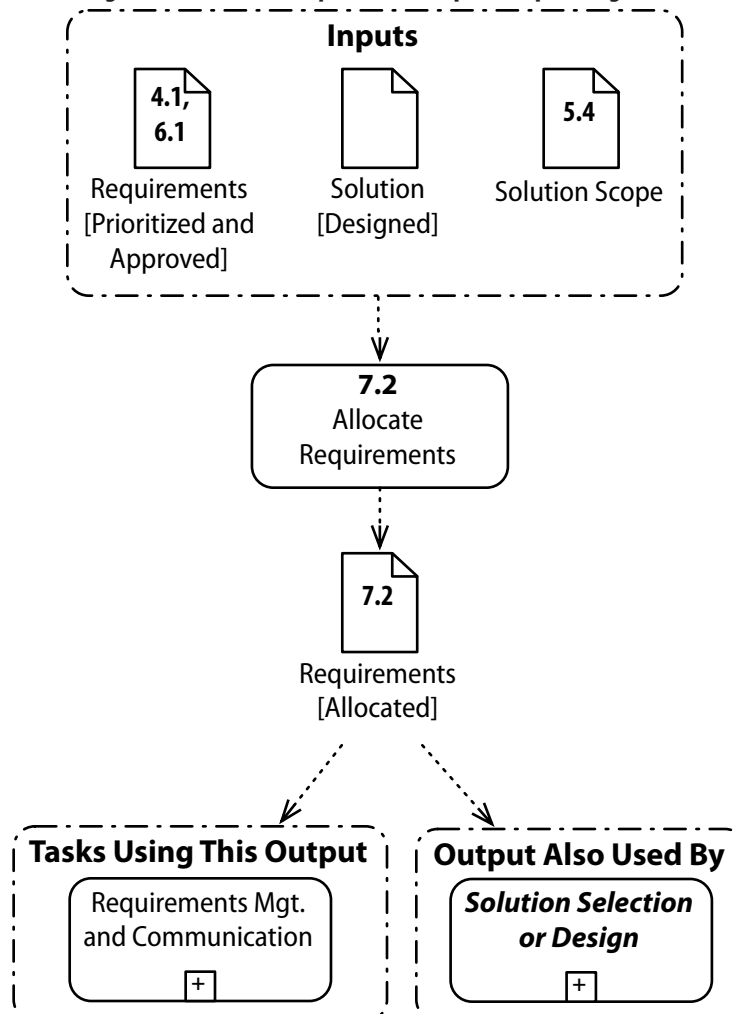 Inputs
4.1,
6.1
Requirements
[Prioritized and
Approved]
Solution
[Designed]
5.4
Solution Scope
7.2
Allocate
Requirements
7.2
Requirements
[Allocated]
Tasks Using This Output
Requirements Mgt.
and Communication
+
Output Also Used By
Solution Selection
or Design
+